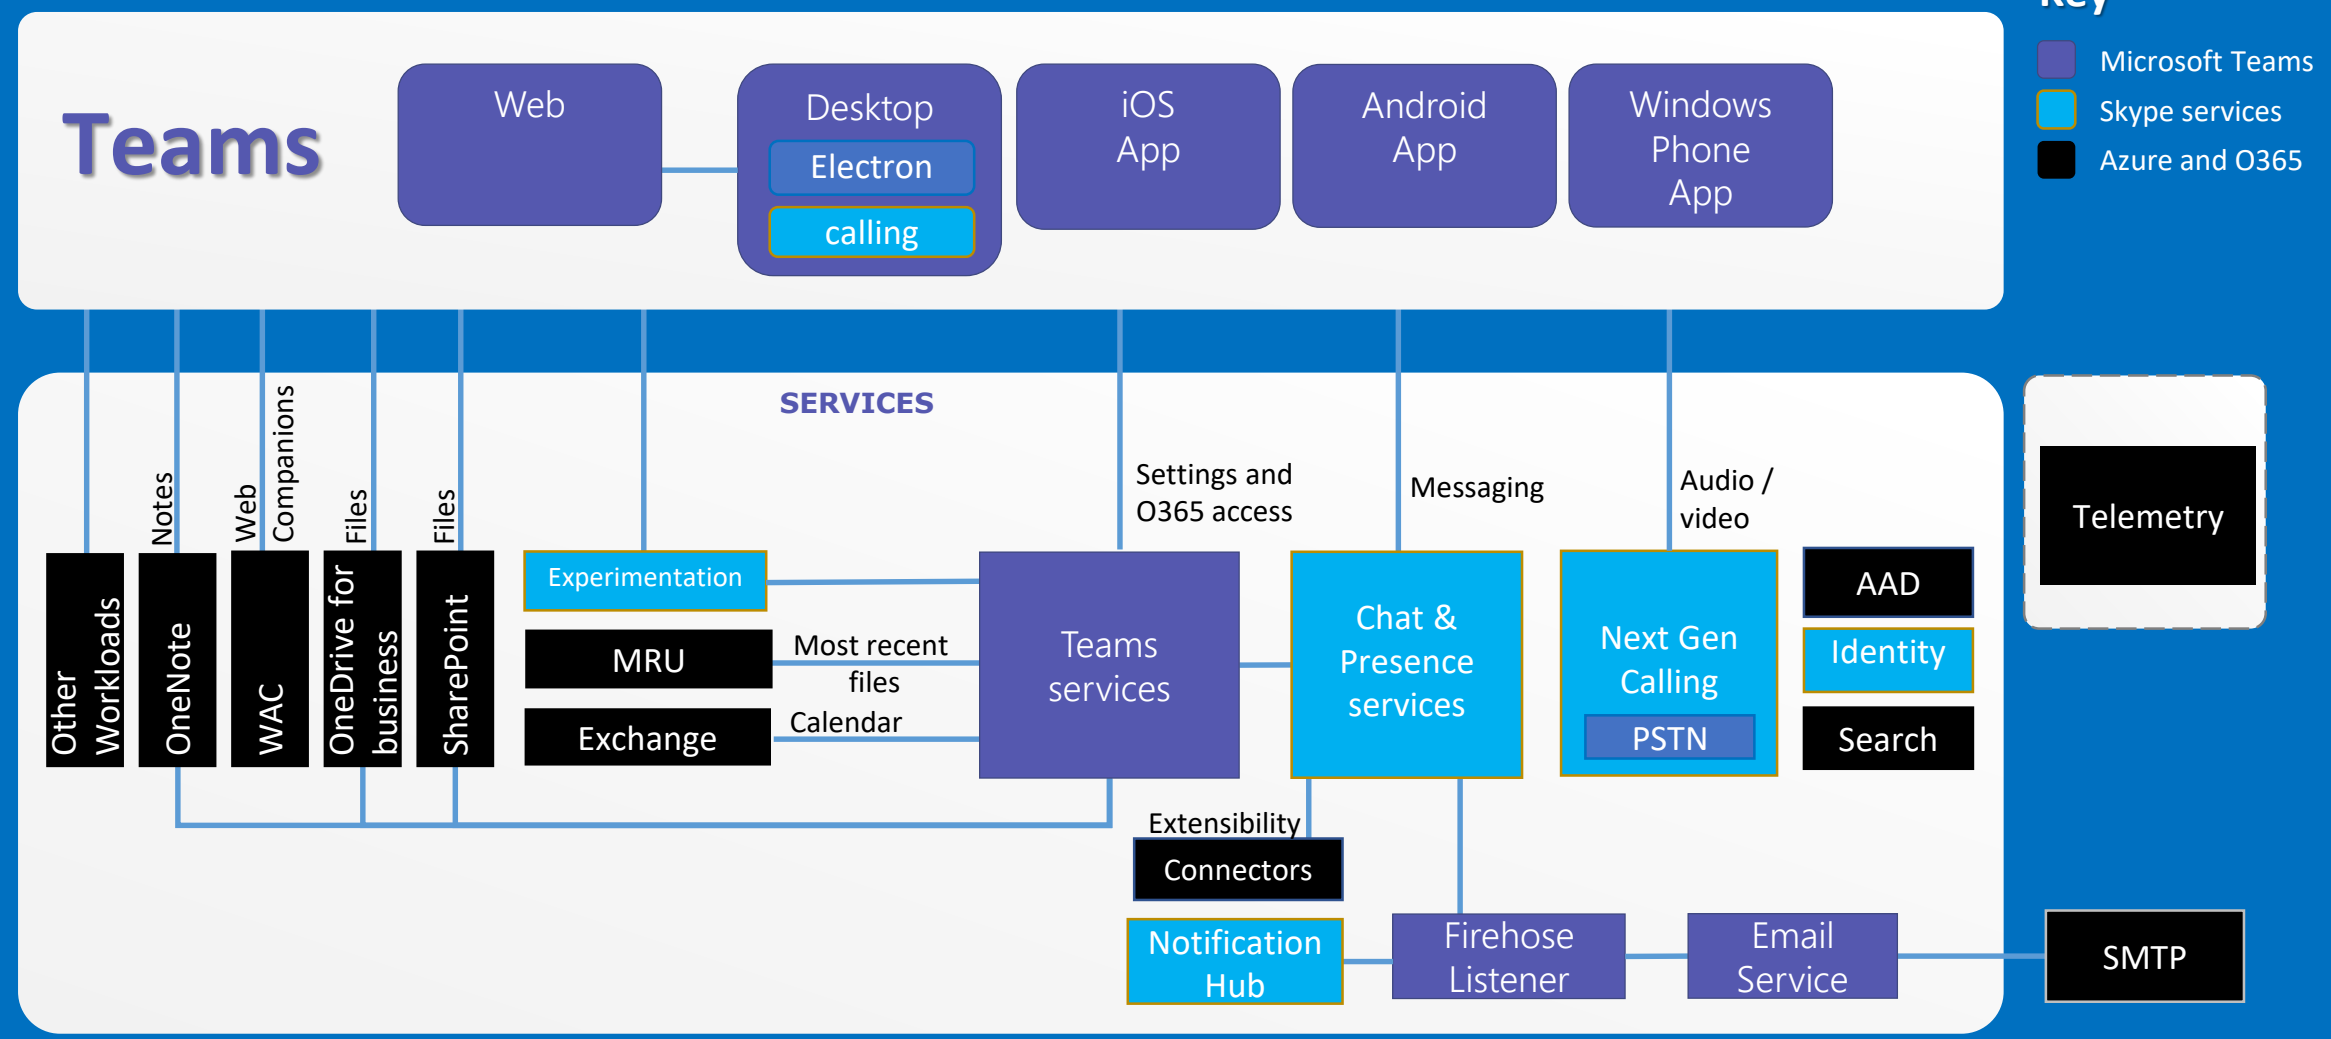 Key
Microsoft Teams
Skype services
Azure and O365
Teams
Web
Desktop
Electron
calling
iOS
App
Android
App
Windows
Phone
App
SERVICES
Notes
Web
Companions
Files
Files
Settings and
O365 access
Messaging
Audio /
video
Other
Workloads
OneNote
WAC
OneDrive for
business
SharePoint
Experimentation
MRU
Most recent
files
Exchange
Calendar
Teams
services
Chat &
Presence
services
Next Gen
Calling
PSTN
AAD
Identity
Search
Telemetry
Extensibility
Connectors
Notification
Hub
Firehose
Listener
Email
Service
SMTP